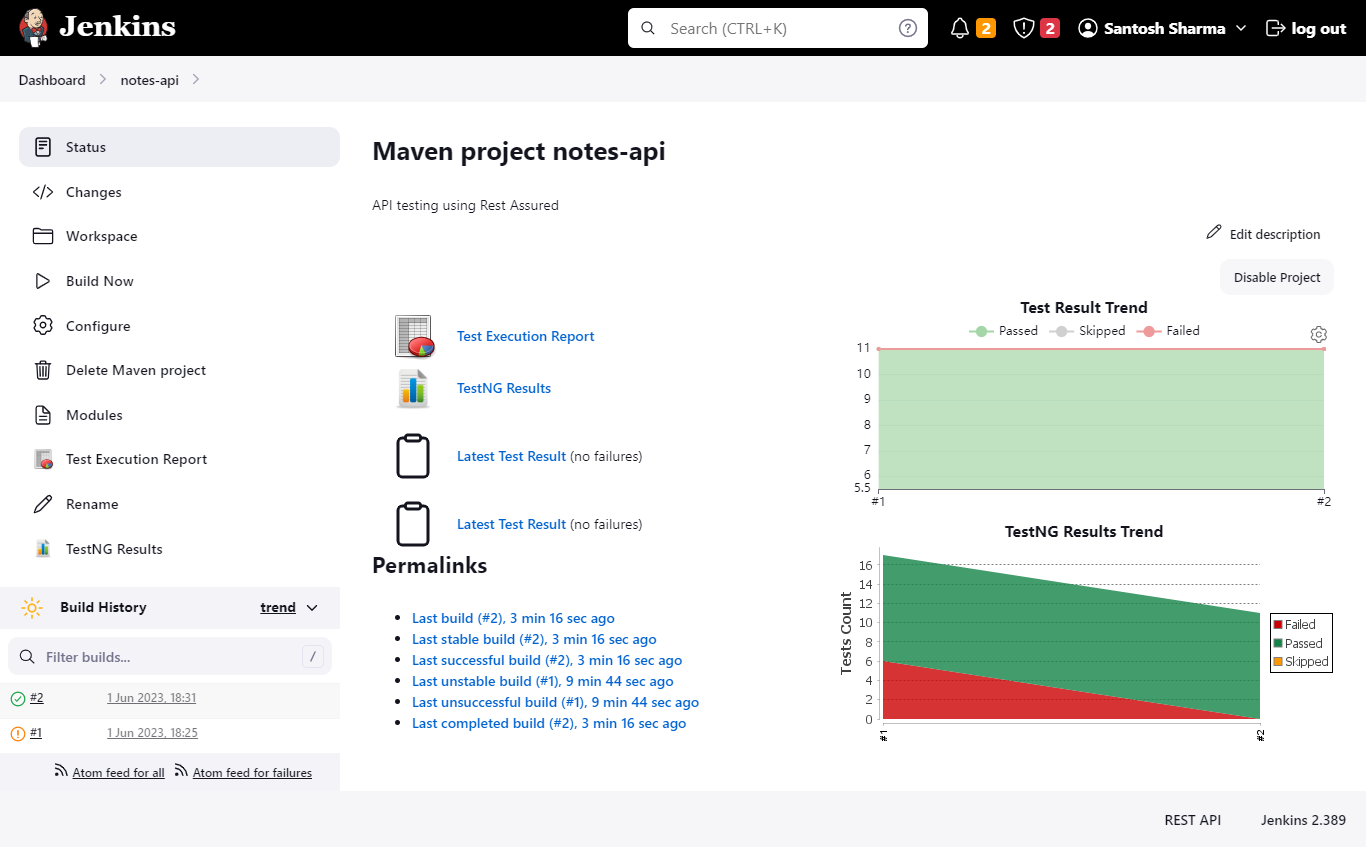 Jenkins
Search (CTRL+K)
2
2
Santosh Sharma
log out
Dashboard
notes-api
Status
Changes
Workspace
Build Now
Configure
Delete Maven project
Modules
Test Execution Report
Rename
TestNG Results
Build History
trend
Filter builds...
/
#2
1 Jun 2023, 18:31
#1
1 Jun 2023, 18:25
Atom feed for all
Atom feed for failures
Maven project notes-api
API testing using Rest Assured
Edit description
Disable Project
Test Execution Report
TestNG Results
Latest Test Result (no failures)
Latest Test Result (no failures)
Permalinks
Last build (#2), 3 min 16 sec ago
Last stable build (#2), 3 min 16 sec ago
Last successful build (#2), 3 min 16 sec ago
Last unstable build (#1), 9 min 44 sec ago
Last unsuccessful build (#1), 9 min 44 sec ago
Last completed build (#2), 3 min 16 sec ago
Test Result Trend
Passed Skipped Failed
11
10
9
8
7
6
5.5
#1 #2
TestNG Results Trend
Tests Count
16
14
12
10
8
6
4
2
0
#1 #2
Failed
Passed
Skipped
REST API
Jenkins 2.389